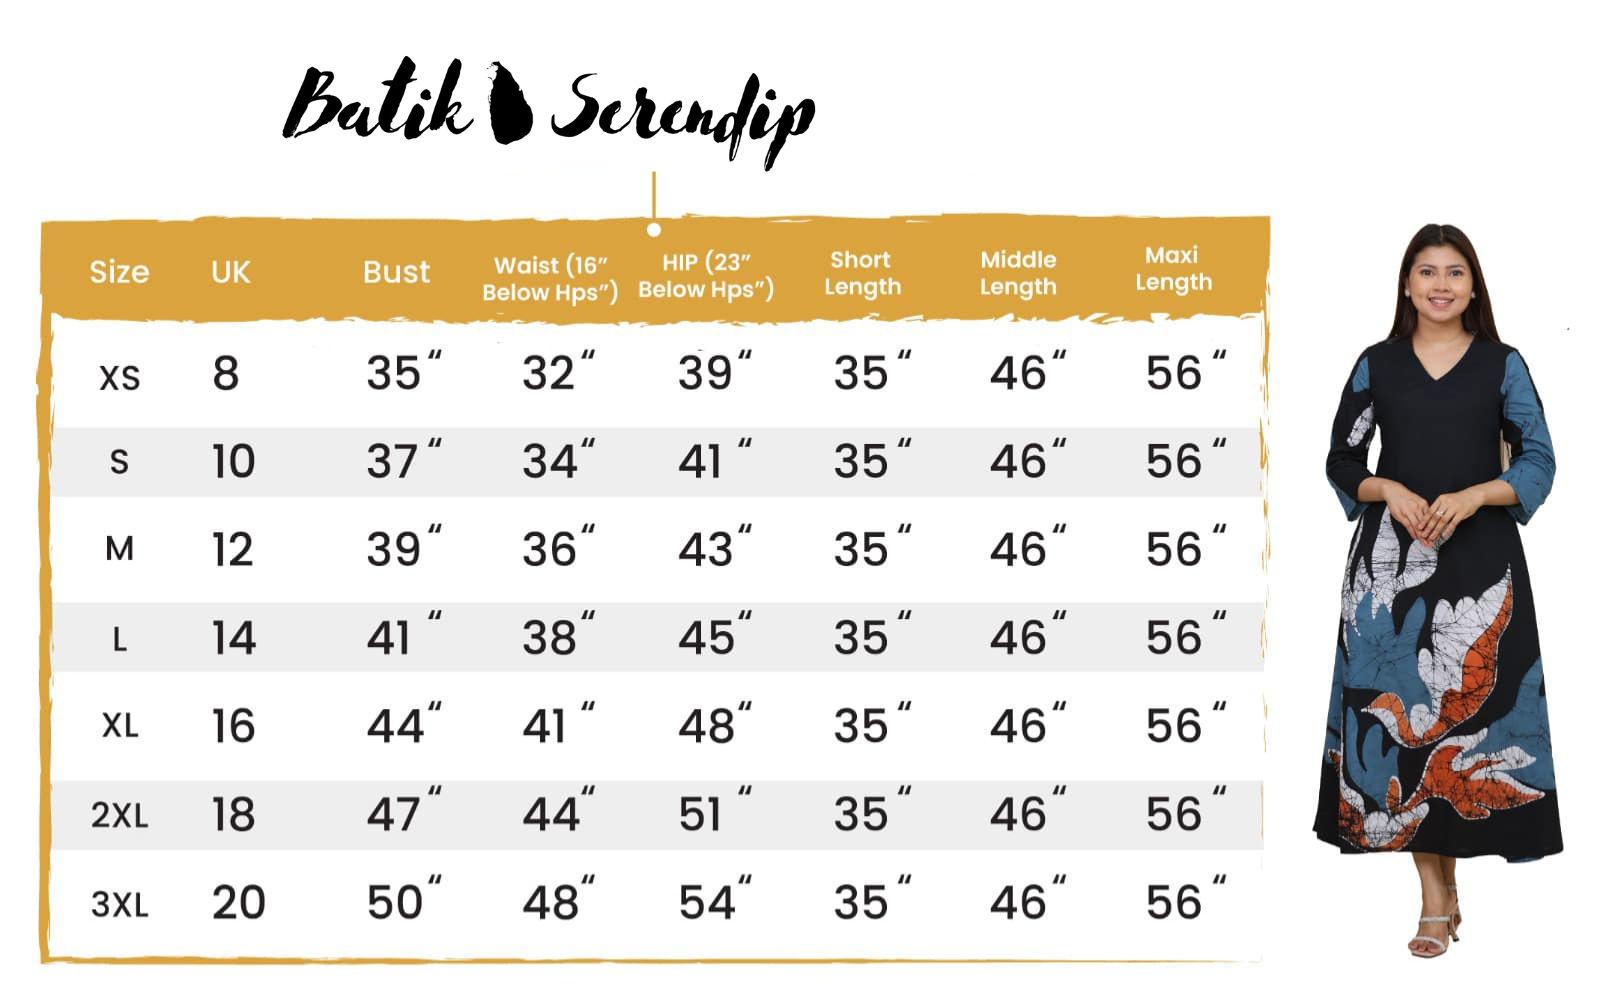 Batik Serendip
Size UK Bust Waist (16” Below Hps”) HIP (23” Below Hps”) Short Length Middle Length Maxi Length
XS 8 35“ 32“ 39“ 35“ 46“ 56“
S 10 37“ 34“ 41“ 35“ 46“ 56“
M 12 39“ 36“ 43“ 35“ 46“ 56“
L 14 41“ 38“ 45“ 35“ 46“ 56“
XL 16 44“ 41“ 48“ 35“ 46“ 56“
2XL 18 47“ 44“ 51“ 35“ 46“ 56“
3XL 20 50“ 48“ 54“ 35“ 46“ 56“